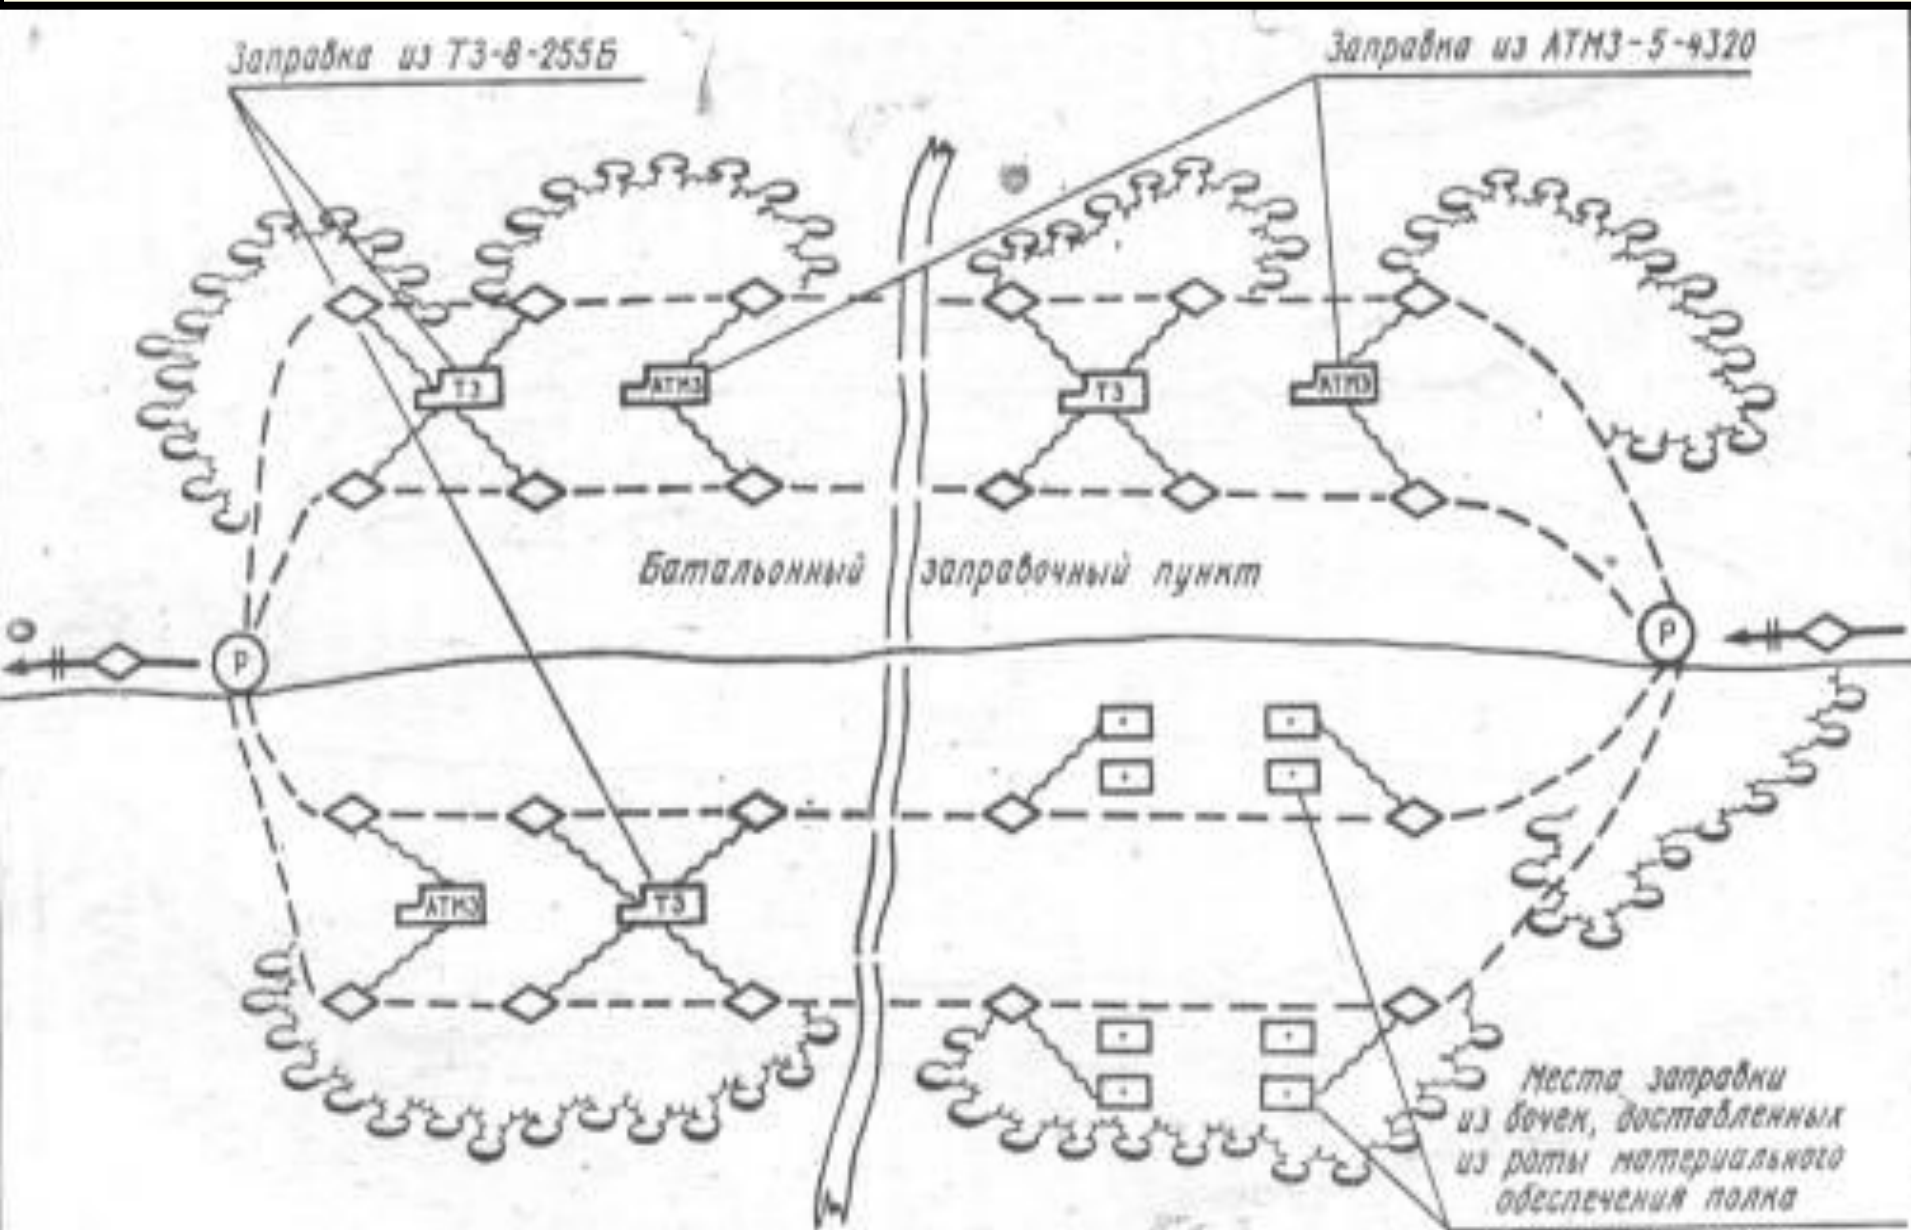 Заправка из ТЗ-8-255Б
Заправка из АТМЗ-5-4320
ТЗ
АТМЗ
ТЗ
АТМЗ
Батальонный заправочный пункт
Р
Р
АТМЗ
ТЗ
Места заправки
из бочек, доставленных
из роты материального
обеспечения полка